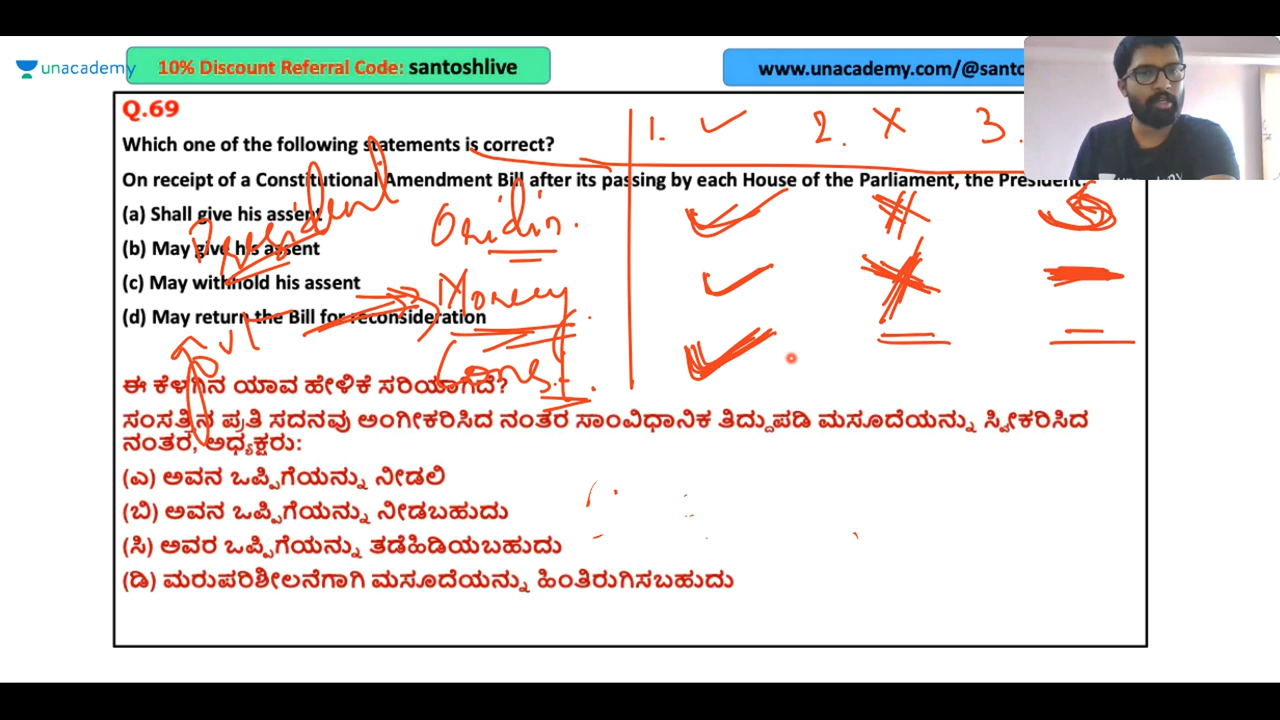 unacademy
10% Discount Referral Code: santoshlive
www.unacademy.com/@santo
Q.69
1. ✓ 2. X 3.
Which one of the following statements is correct?
On receipt of a Constitutional Amendment Bill after its passing by each House of the Parliament, the President:
(a) Shall give his assent
(b) May give his assent
(c) May withhold his assent
(d) May return the Bill for reconsideration
President
Money
Const.
ಈ ಕೆಳಗಿನ ಯಾವ ಹೇಳಿಕೆ ಸರಿಯಾಗಿದೆ?
ಸಂಸತ್ತಿನ ಪ್ರತಿ ಸದನವು ಅಂಗೀಕರಿಸಿದ ನಂತರ ಸಾಂವಿಧಾನಿಕ ತಿದ್ದುಪಡಿ ಮಸೂದೆಯನ್ನು ಸ್ವೀಕರಿಸಿದ
ನಂತರ, ಅಧ್ಯಕ್ಷರು:
(ಎ) ಅವನ ಒಪ್ಪಿಗೆಯನ್ನು ನೀಡಲಿ
(ಬಿ) ಅವನ ಒಪ್ಪಿಗೆಯನ್ನು ನೀಡಬಹುದು
(ಸಿ) ಅವರ ಒಪ್ಪಿಗೆಯನ್ನು ತಡೆಹಿಡಿಯಬಹುದು
(ಡಿ) ಮರುಪರಿಶೀಲನೆಗಾಗಿ ಮಸೂದೆಯನ್ನು ಹಿಂತಿರುಗಿಸಬಹುದು